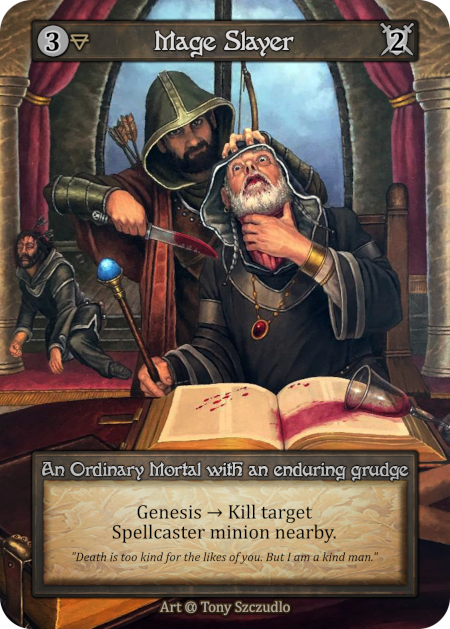 3 Mage Slayer 2
An Ordinary Mortal with an enduring grudge
Genesis → Kill target
Spellcaster minion nearby.
"Death is too kind for the likes of you. But I am a kind man."
Art @ Tony Szczudlo